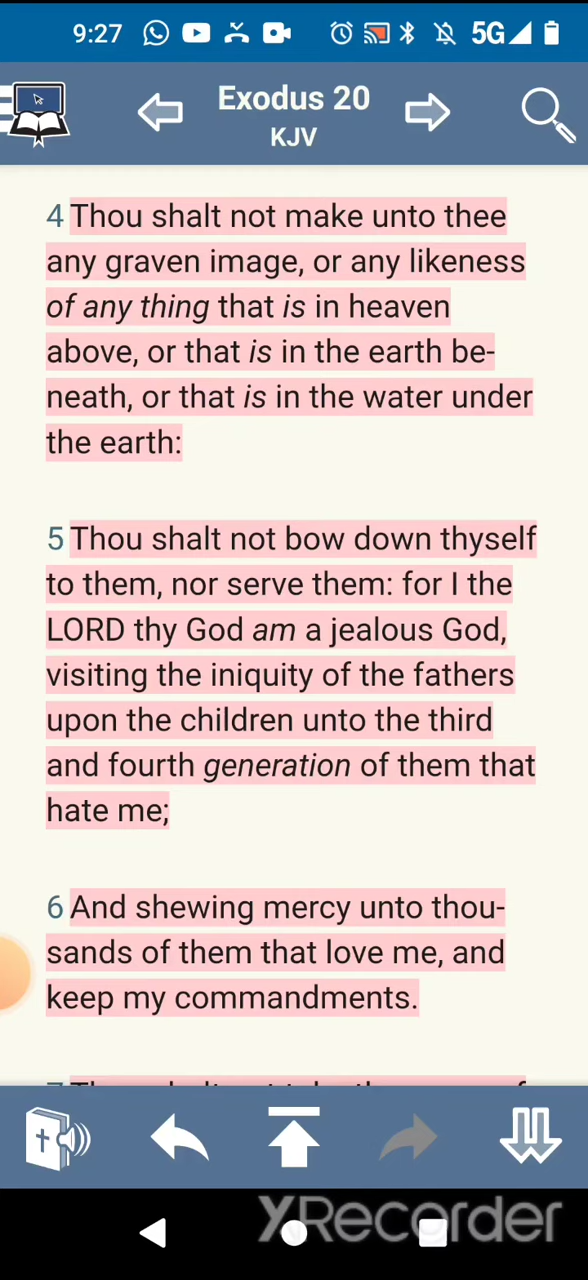 9:27
5G
Exodus 20
KJV
4 Thou shalt not make unto thee
any graven image, or any likeness
of any thing that is in heaven
above, or that is in the earth be-
neath, or that is in the water under
the earth:
5 Thou shalt not bow down thyself
to them, nor serve them: for I the
LORD thy God am a jealous God,
visiting the iniquity of the fathers
upon the children unto the third
and fourth generation of them that
hate me;
6 And shewing mercy unto thou-
sands of them that love me, and
keep my commandments.
XRecorder